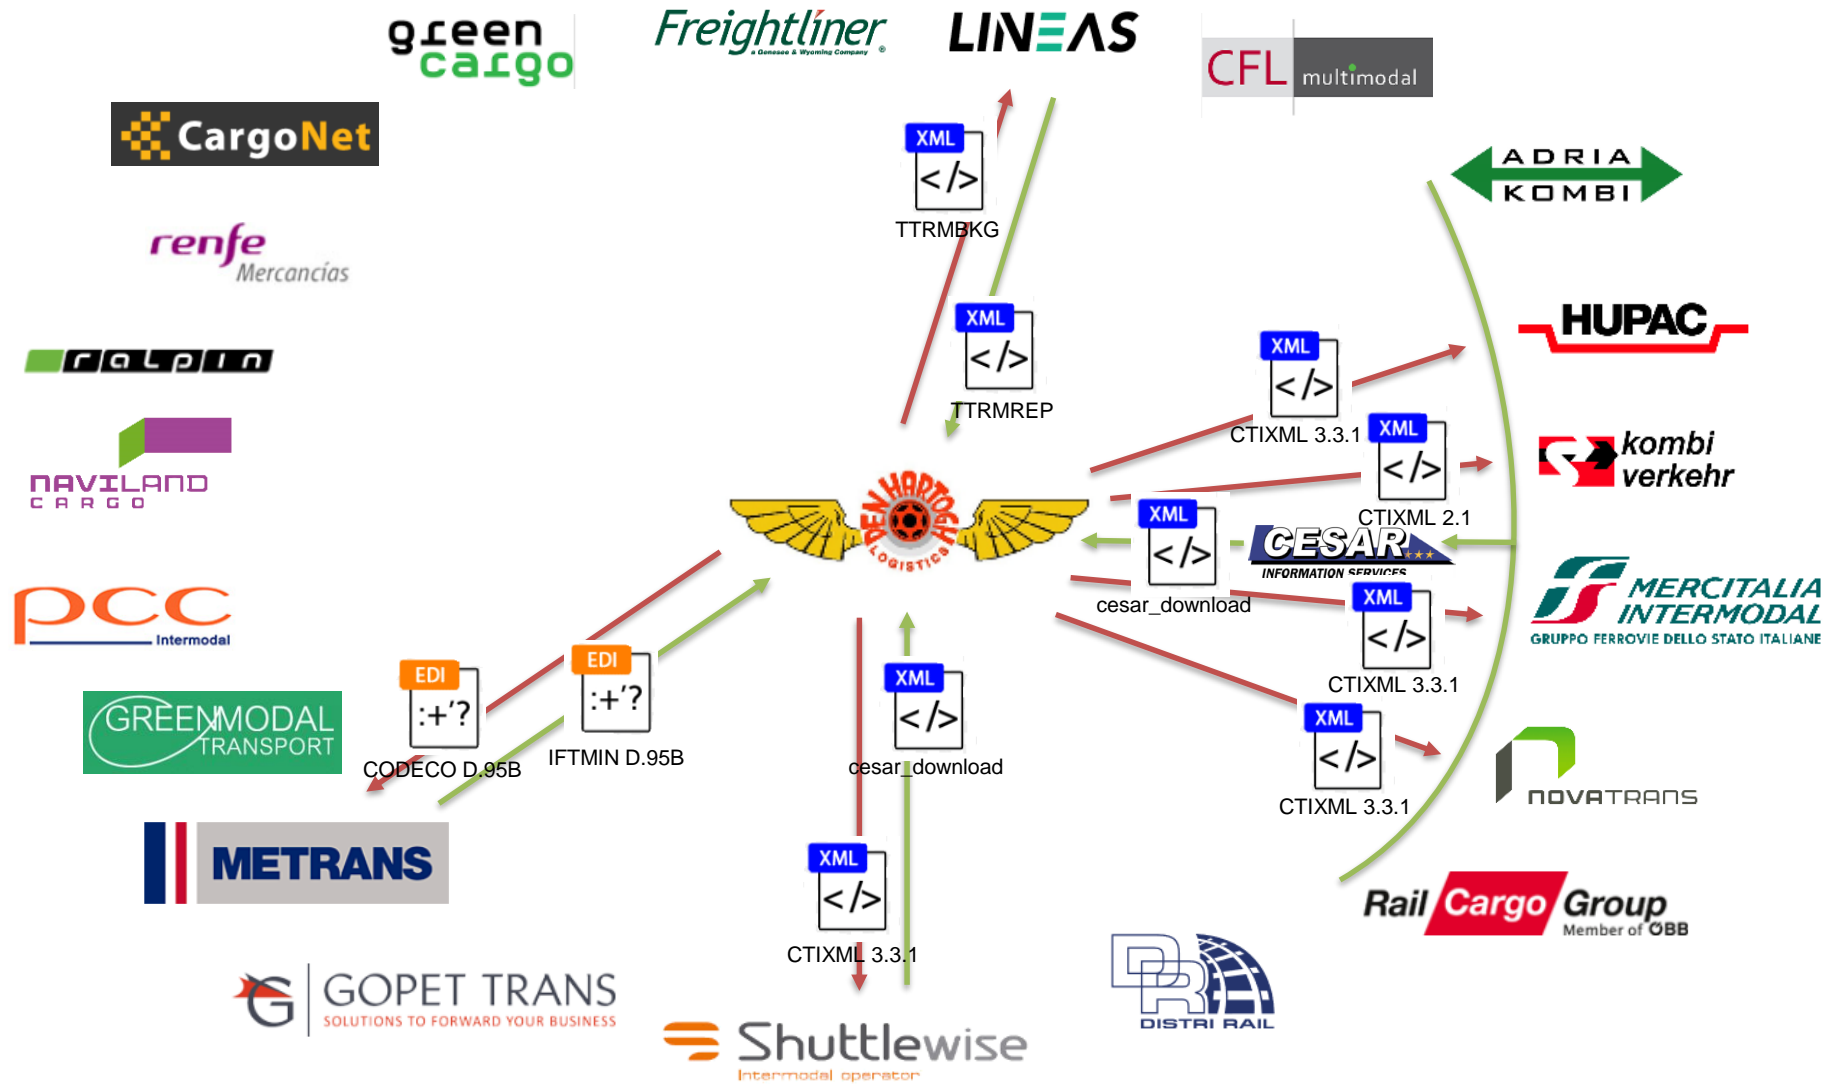 green
cargo
Freightliner
a Genesee & Wyoming Company
LINEAS
CFL multimodal
CargoNet
ADRIA
KOMBI
XML
</>
TTRMBKG
renfe
Mercancías
XML
</>
TTRMREP
HUPAC
XML
</>
CTIXML 3.3.1
ralpin
NAVILAND
CARGO
kombi
verkehr
XML
</>
CTIXML 2.1
DEN HARTOGH
LOGISTICS
XML
</>
cesar_download
CESAR
INFORMATION SERVICES
MERCITALIA
INTERMODAL
GRUPPO FERROVIE DELLO STATO ITALIANE
XML
</>
CTIXML 3.3.1
pcc
Intermodal
EDI
:+'?
CODECO D.95B
EDI
:+'?
IFTMIN D.95B
XML
</>
cesar_download
XML
</>
CTIXML 3.3.1
GREENMODAL
TRANSPORT
NOVATRANS
METRANS
XML
</>
CTIXML 3.3.1
Rail Cargo Group
Member of ÖBB
G GOPET TRANS
SOLUTIONS TO FORWARD YOUR BUSINESS
DR
DISTRI RAIL
Shuttlewise
Intermodal operator